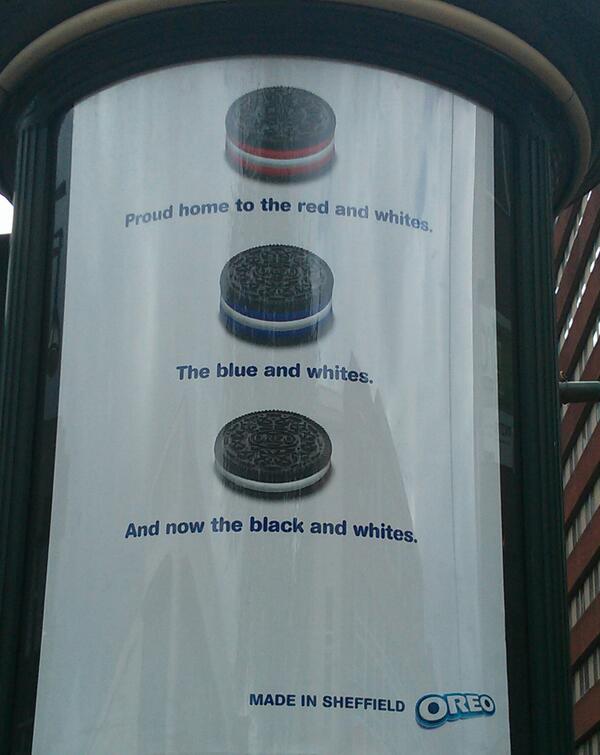 Proud home to the red and whites.
The blue and whites.
OREO
And now the black and whites.
MADE IN SHEFFIELD OREO